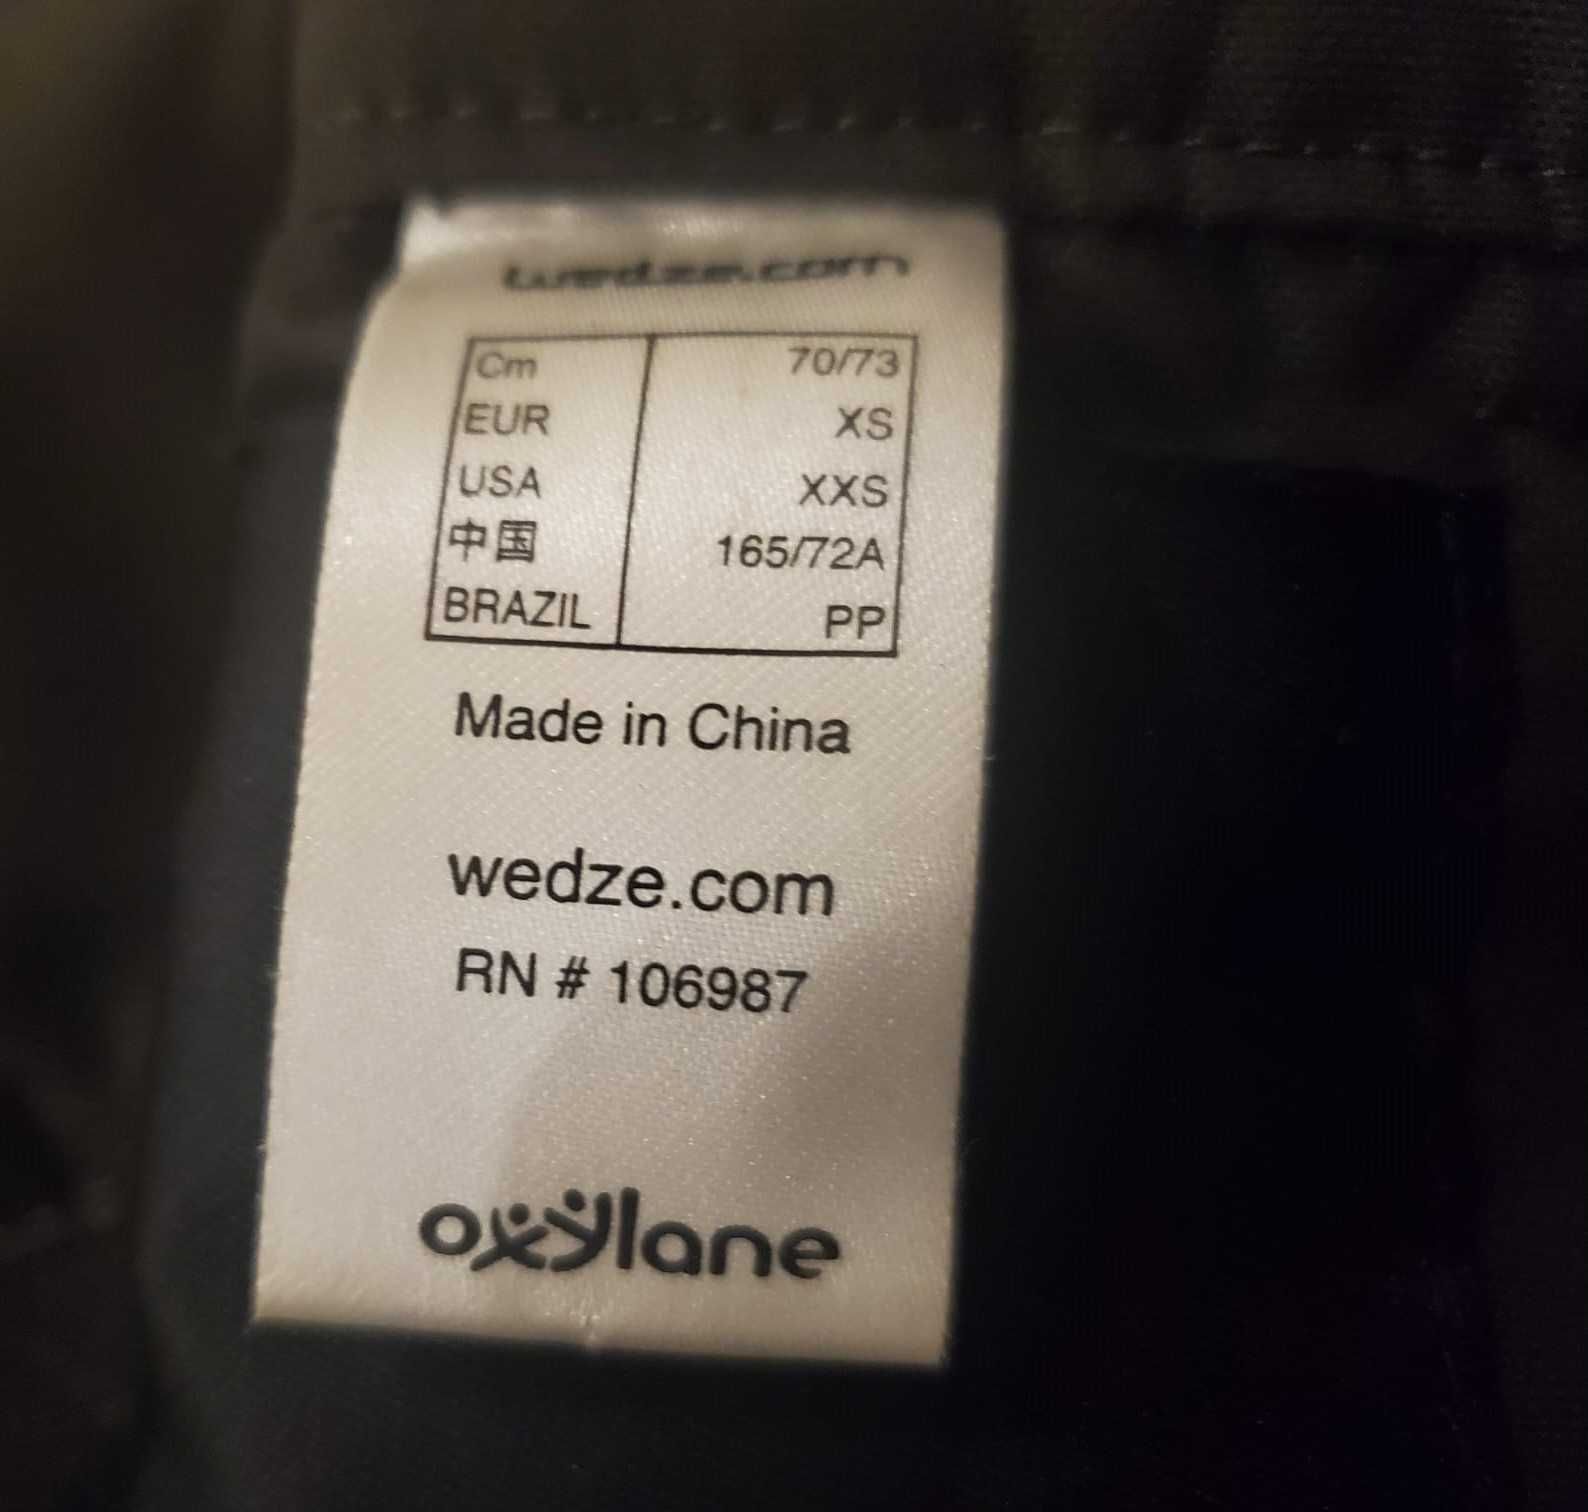 wedze.com
Cm 70/73
EUR XS
USA XXS
中国 165/72A
BRAZIL PP
Made in China
wedze.com
RN # 106987
oxylane